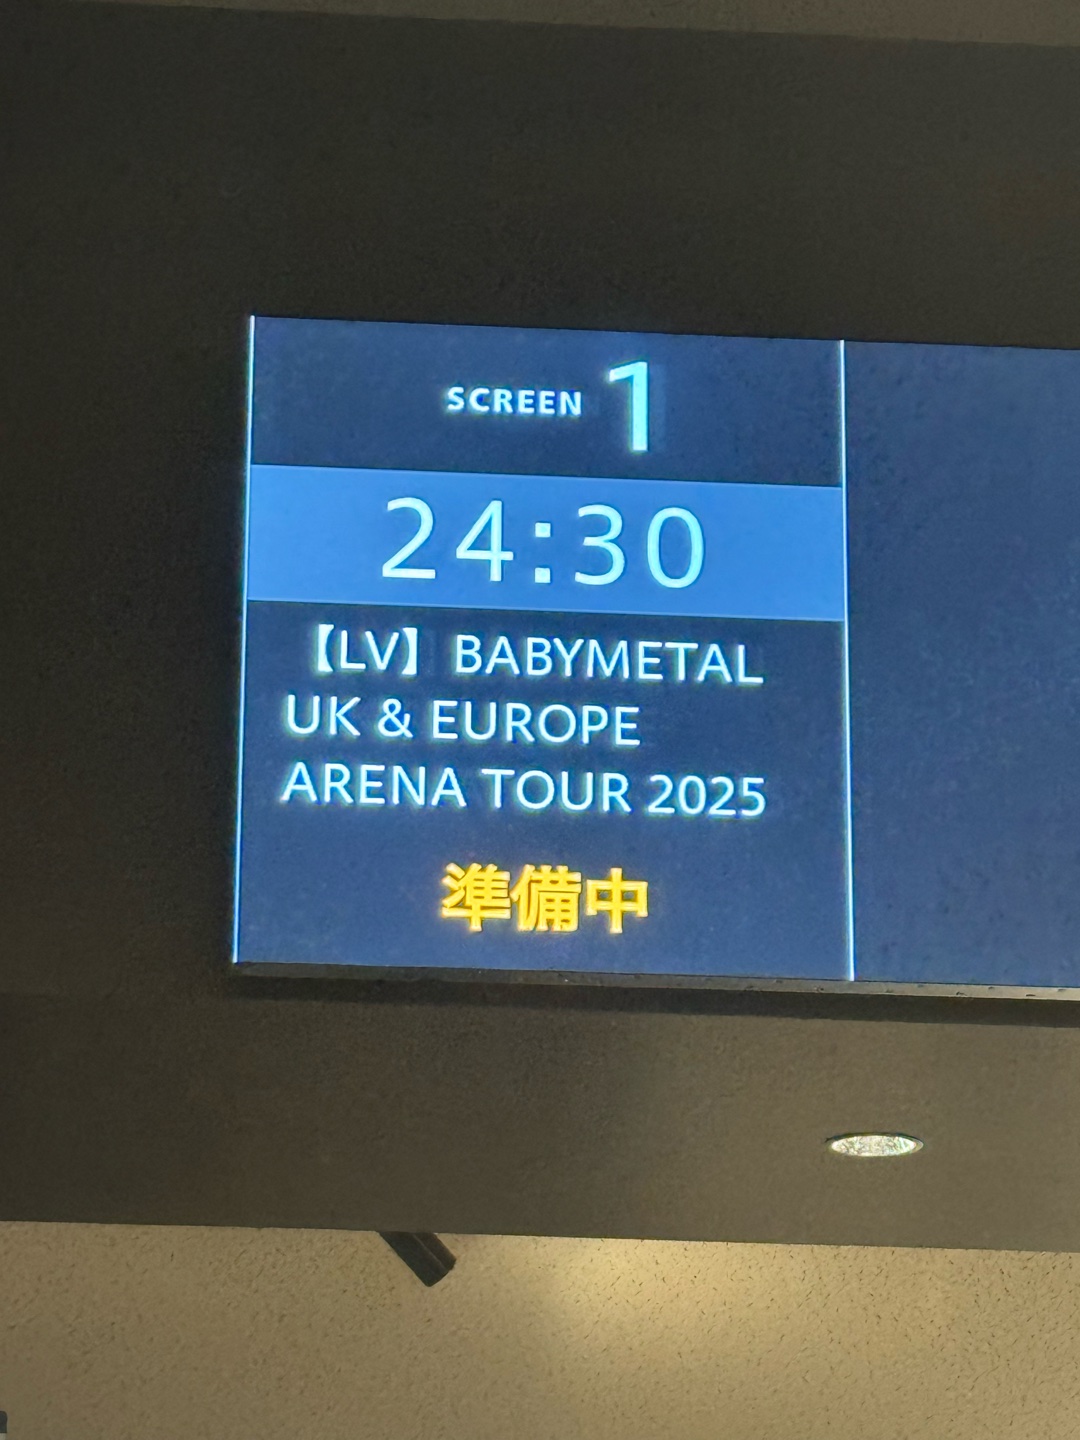 SCREEN 1
24:30
【LV】BABYMETAL
UK & EUROPE
ARENA TOUR 2025
準備中